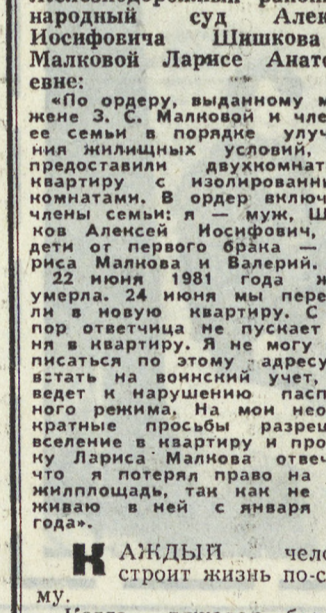 Железнодорожный район
народный суд Алек
Иосифовича Шишкова
Малковой Ларисе Анато
евне:
«По ордеру, выданному м
жене З. С. Малковой и чле
ее семьи в порядке улуч
ния жилищных условий,
предоставили двухкомнат
квартиру с изолированны
комнатами. В ордер включ
члены семьи: я — муж, Ш
ков Алексей Иосифович,
дети от первого брака —
риса Малкова и Валерий.
22 июня 1981 года ж
умерла. 24 июня мы пере
ли в новую квартиру. С
пор ответчица не пускает
ня в квартиру. Я не могу
писаться по этому адресу
встать на воинский учет,
ведет к нарушению пасп
ного режима. На мои нео
кратные просьбы разреш
вселение в квартиру и про
ку Лариса Малкова отвеч
что я потерял право на
жилплощадь, так как не
живаю в ней с января
года».
КАЖДЫЙ чело
строит жизнь по-с
му.